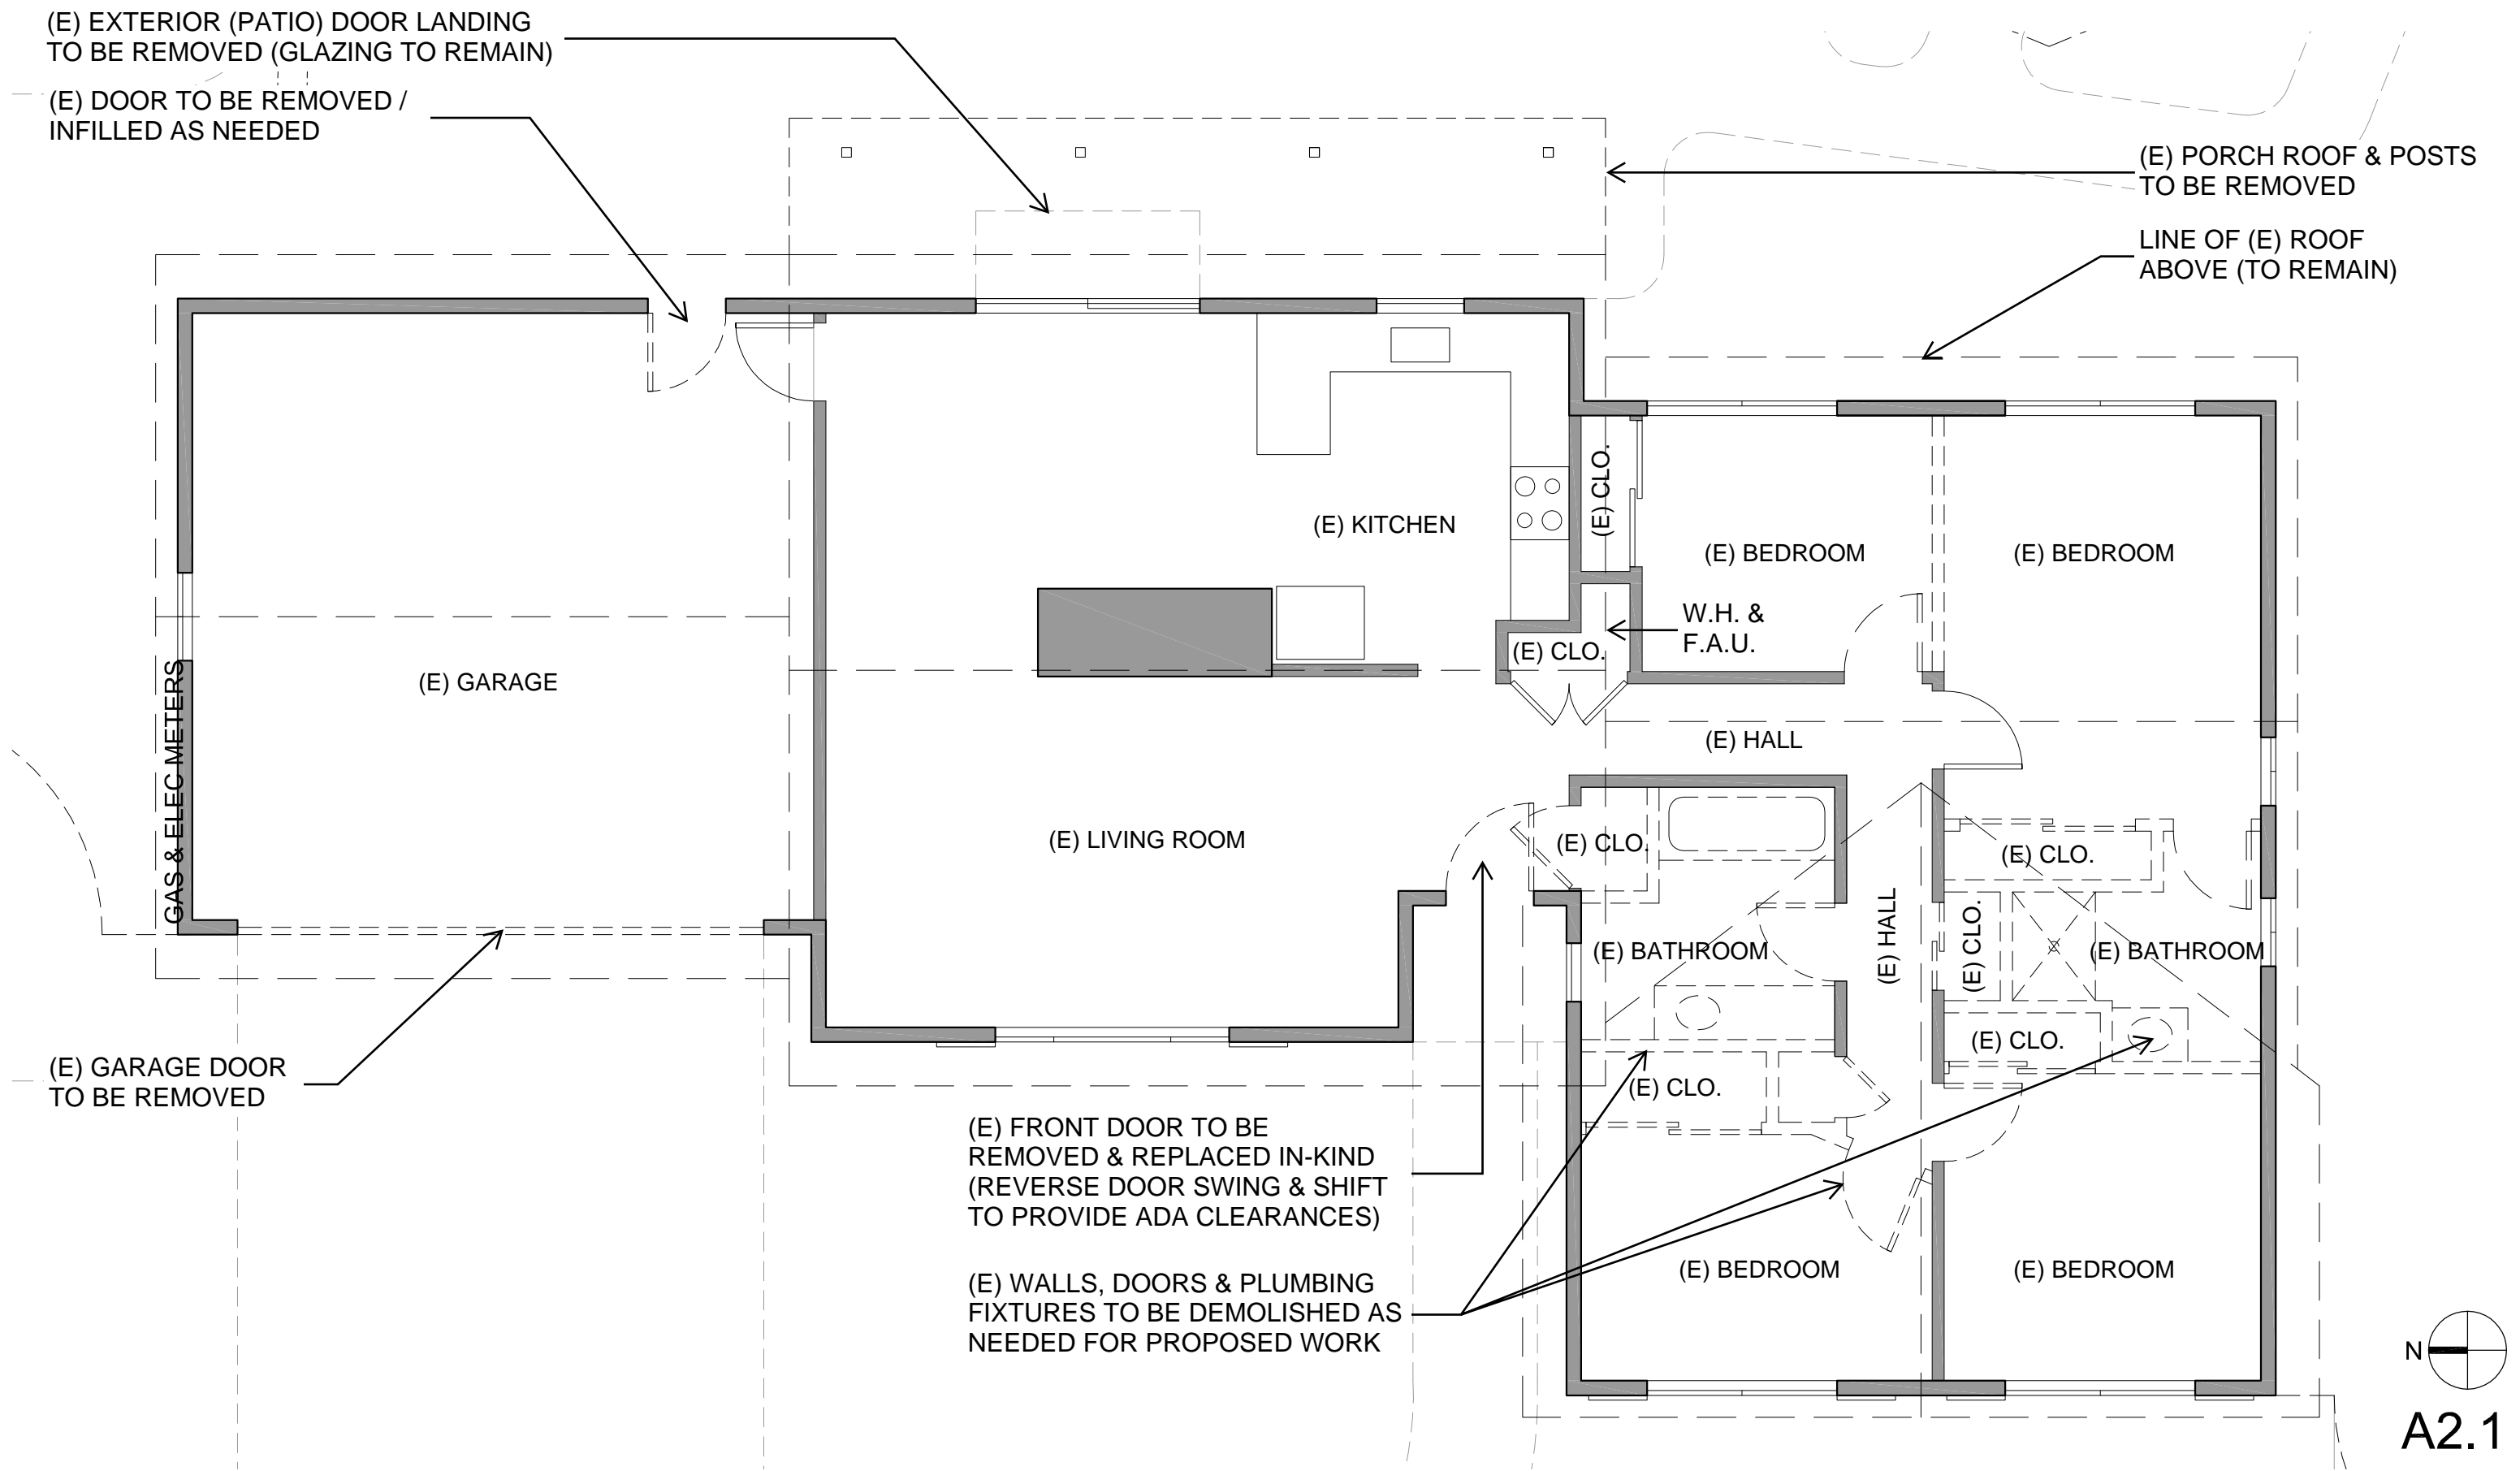 (E) EXTERIOR (PATIO) DOOR LANDING
TO BE REMOVED (GLAZING TO REMAIN)
(E) DOOR TO BE REMOVED /
INFILLED AS NEEDED
(E) PORCH ROOF & POSTS
TO BE REMOVED
LINE OF (E) ROOF
ABOVE (TO REMAIN)
(E) KITCHEN
(E) CLO.
(E) BEDROOM
(E) BEDROOM
W.H. &
F.A.U.
(E) CLO.
(E) GARAGE
GAS & ELEC METERS
(E) HALL
(E) LIVING ROOM
(E) CLO.
(E) CLO.
(E) HALL
(E) CLO.
(E) BATHROOM
(E) BATHROOM
(E) CLO.
(E) CLO.
(E) GARAGE DOOR
TO BE REMOVED
(E) FRONT DOOR TO BE
REMOVED & REPLACED IN-KIND
(REVERSE DOOR SWING & SHIFT
TO PROVIDE ADA CLEARANCES)
(E) WALLS, DOORS & PLUMBING
FIXTURES TO BE DEMOLISHED AS
NEEDED FOR PROPOSED WORK
(E) BEDROOM
(E) BEDROOM
N
A2.1